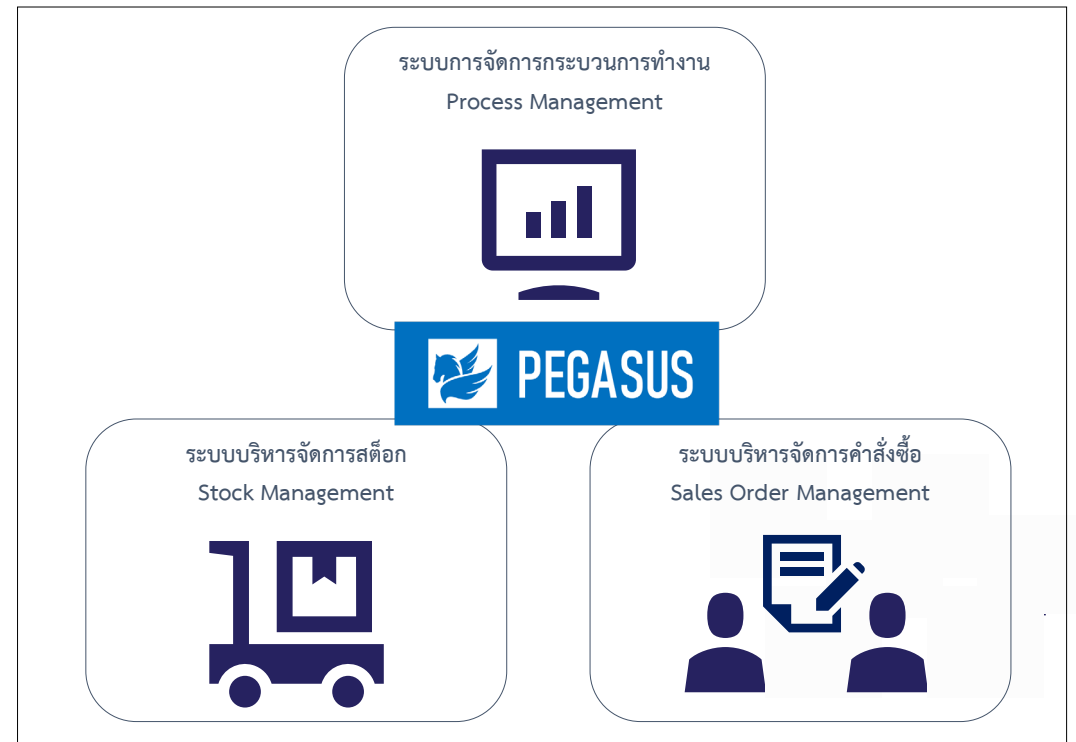 ระบบการจัดการกระบวนการทำงาน
Process Management
PEGASUS
ระบบบริหารจัดการสต็อก
Stock Management
ระบบบริหารจัดการคำสั่งซื้อ
Sales Order Management